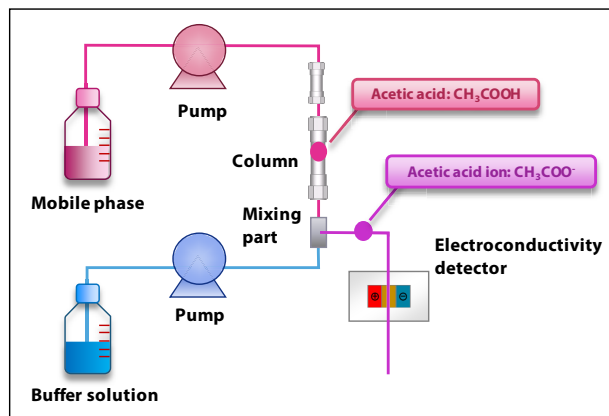 Acetic acid: CH₃COOH
Pump
Column
Acetic acid ion: CH₃COO⁻
Mobile phase
Mixing
part
Electroconductivity
detector
⊕ ⊖
Pump
Buffer solution